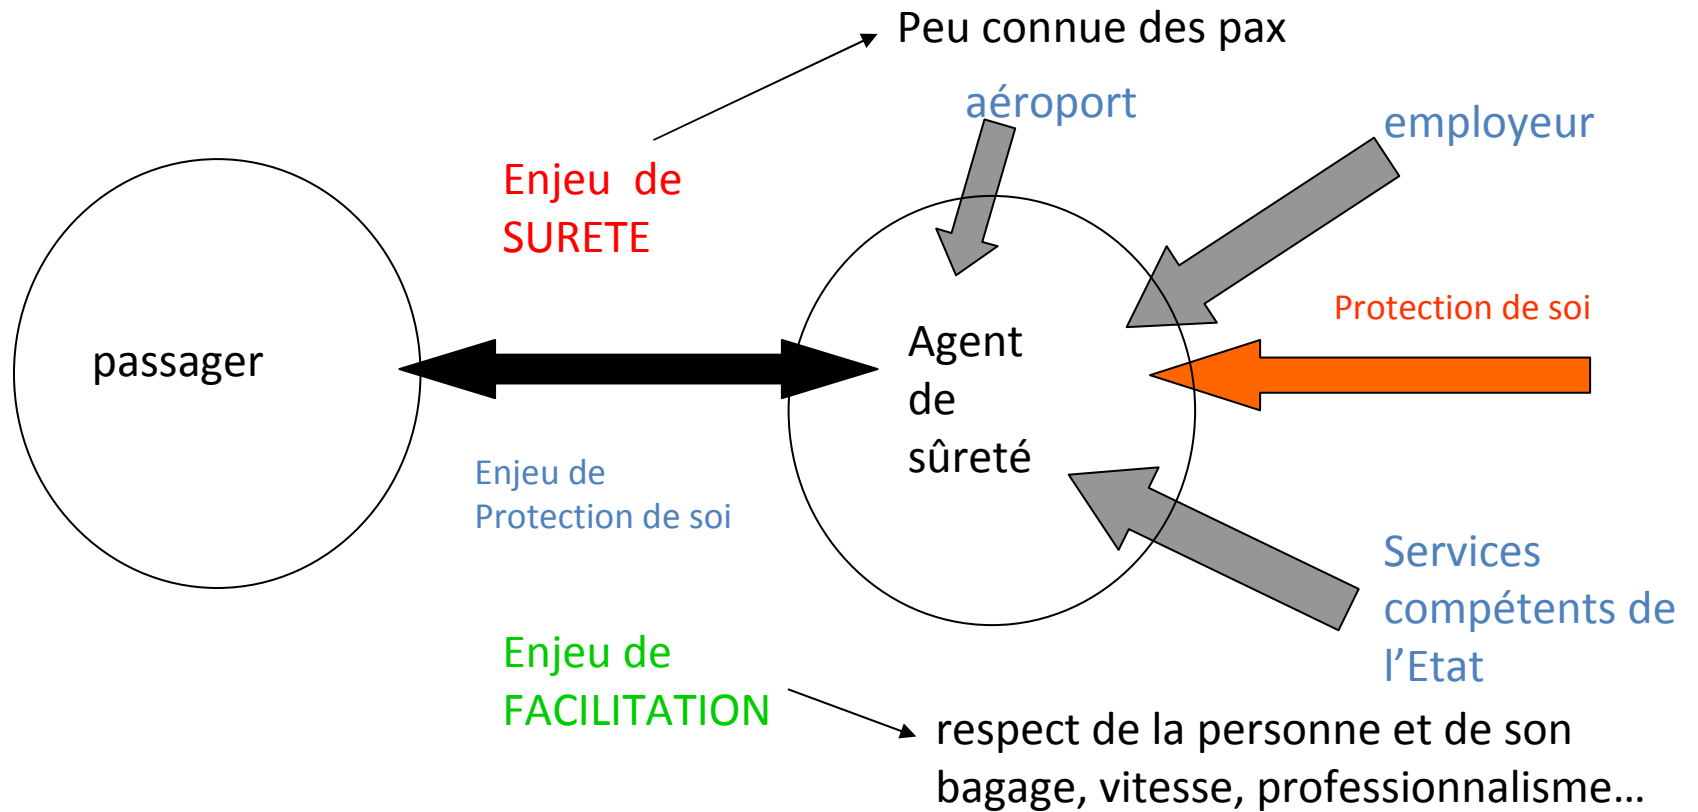 Peu connue des pax
aéroport
employeur
Enjeu de
SURETE
Protection de soi
passager
Agent
de
sûreté
Enjeu de
Protection de soi
Services
compétents de
l’Etat
Enjeu de
FACILITATION
respect de la personne et de son
bagage, vitesse, professionnalisme…